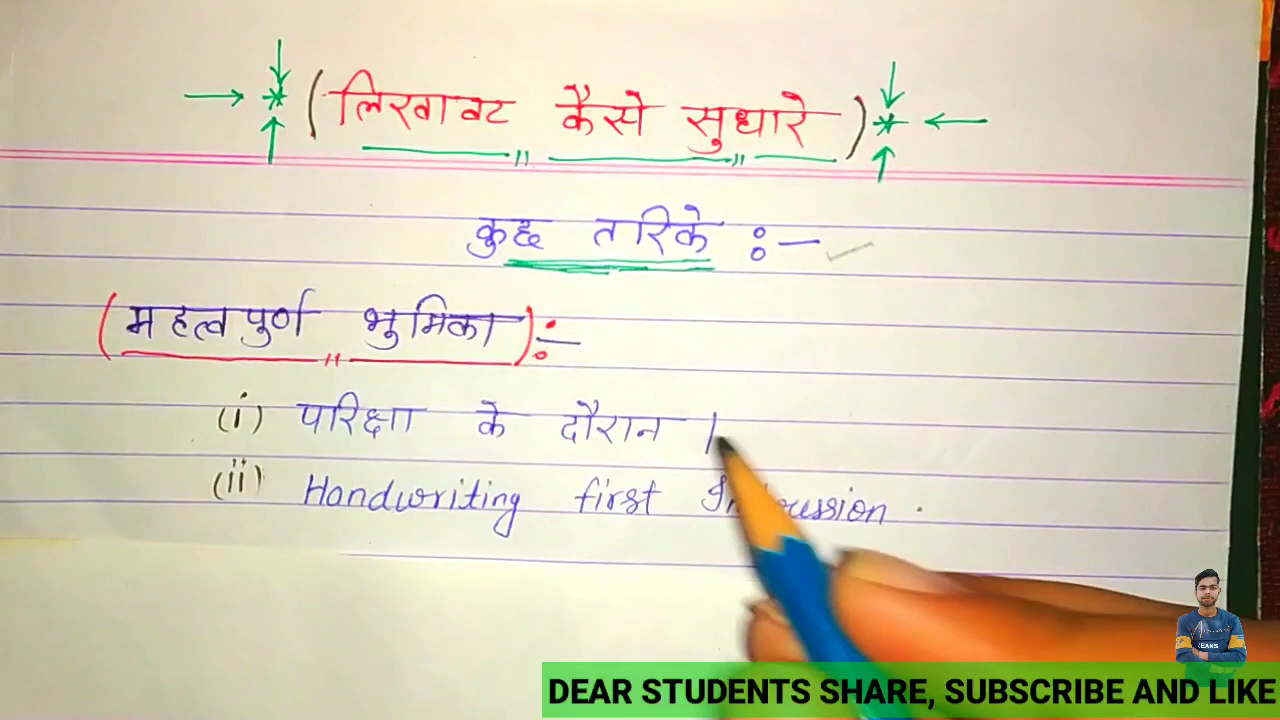 (लिखावट कैसे सुधारे)
कुछ तरिके :-
(महत्वपुर्ण भुमिका) :-
(i) परिक्षा के दौरान ।
(ii) Handwriting first .
DEAR STUDENTS SHARE, SUBSCRIBE AND LIKE